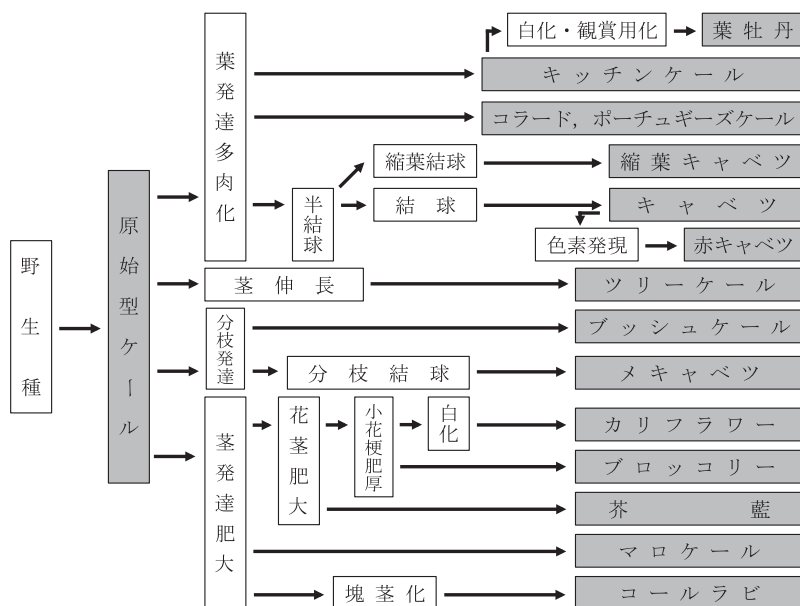 野生種
原始型ケール
葉発達多肉化
白化・観賞用化
葉牡丹
キッチンケール
コラード，ポーチュギーズケール
半結球
縮葉結球
縮葉キャベツ
結球
キャベツ
色素発現
赤キャベツ
茎伸長
ツリーケール
分枝発達
ブッシュケール
分枝結球
メキャベツ
茎発達肥大
花茎肥大
小花梗肥厚
白化
カリフラワー
ブロッコリー
芥藍
マロケール
塊茎化
コールラビ